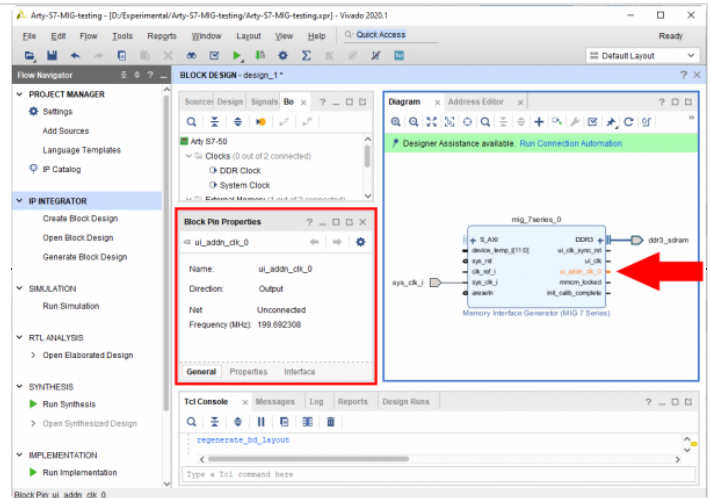 Arty-S7-MIG-testing - [D:/Experimental/Arty-S7-MIG-testing/Arty-S7-MIG-testing.xpr] - Vivado 2020.1
File Edit Flow Tools Reports Window Layout View Help Quick Access
Ready
Default Layout
Flow Navigator
PROJECT MANAGER
Settings
Add Sources
Language Templates
IP Catalog
IP INTEGRATOR
Create Block Design
Open Block Design
Generate Block Design
SIMULATION
Run Simulation
RTL ANALYSIS
Open Elaborated Design
SYNTHESIS
Run Synthesis
Open Synthesized Design
IMPLEMENTATION
Run Implementation
BLOCK DESIGN - design_1 *
Source Design Signals Bo
Arty S7-50
Clocks (0 out of 2 connected)
DDR Clock
System Clock
External Memory (1 out of 2 connected)
Block Pin Properties
ui_addn_clk_0
Name: ui_addn_clk_0
Direction: Output
Net Unconnected
Frequency (MHz): 199.692308
General Properties Interface
Diagram Address Editor
Designer Assistance available. Run Connection Automation
mig_7series_0
S_AXI DDR3
device_temp_i[11:0] ui_clk_sync_rst
sys_rst ui_clk
clk_ref_i ui_addn_clk_0
sys_clk_i mmcm_locked
aresetn init_calib_complete
sys_clk_i
ddr3_sdram
Memory Interface Generator (MIG 7 Series)
Tcl Console Messages Log Reports Design Runs
regenerate_bd_layout
Type a Tcl command here
Block Pin: ui_addn_clk_0